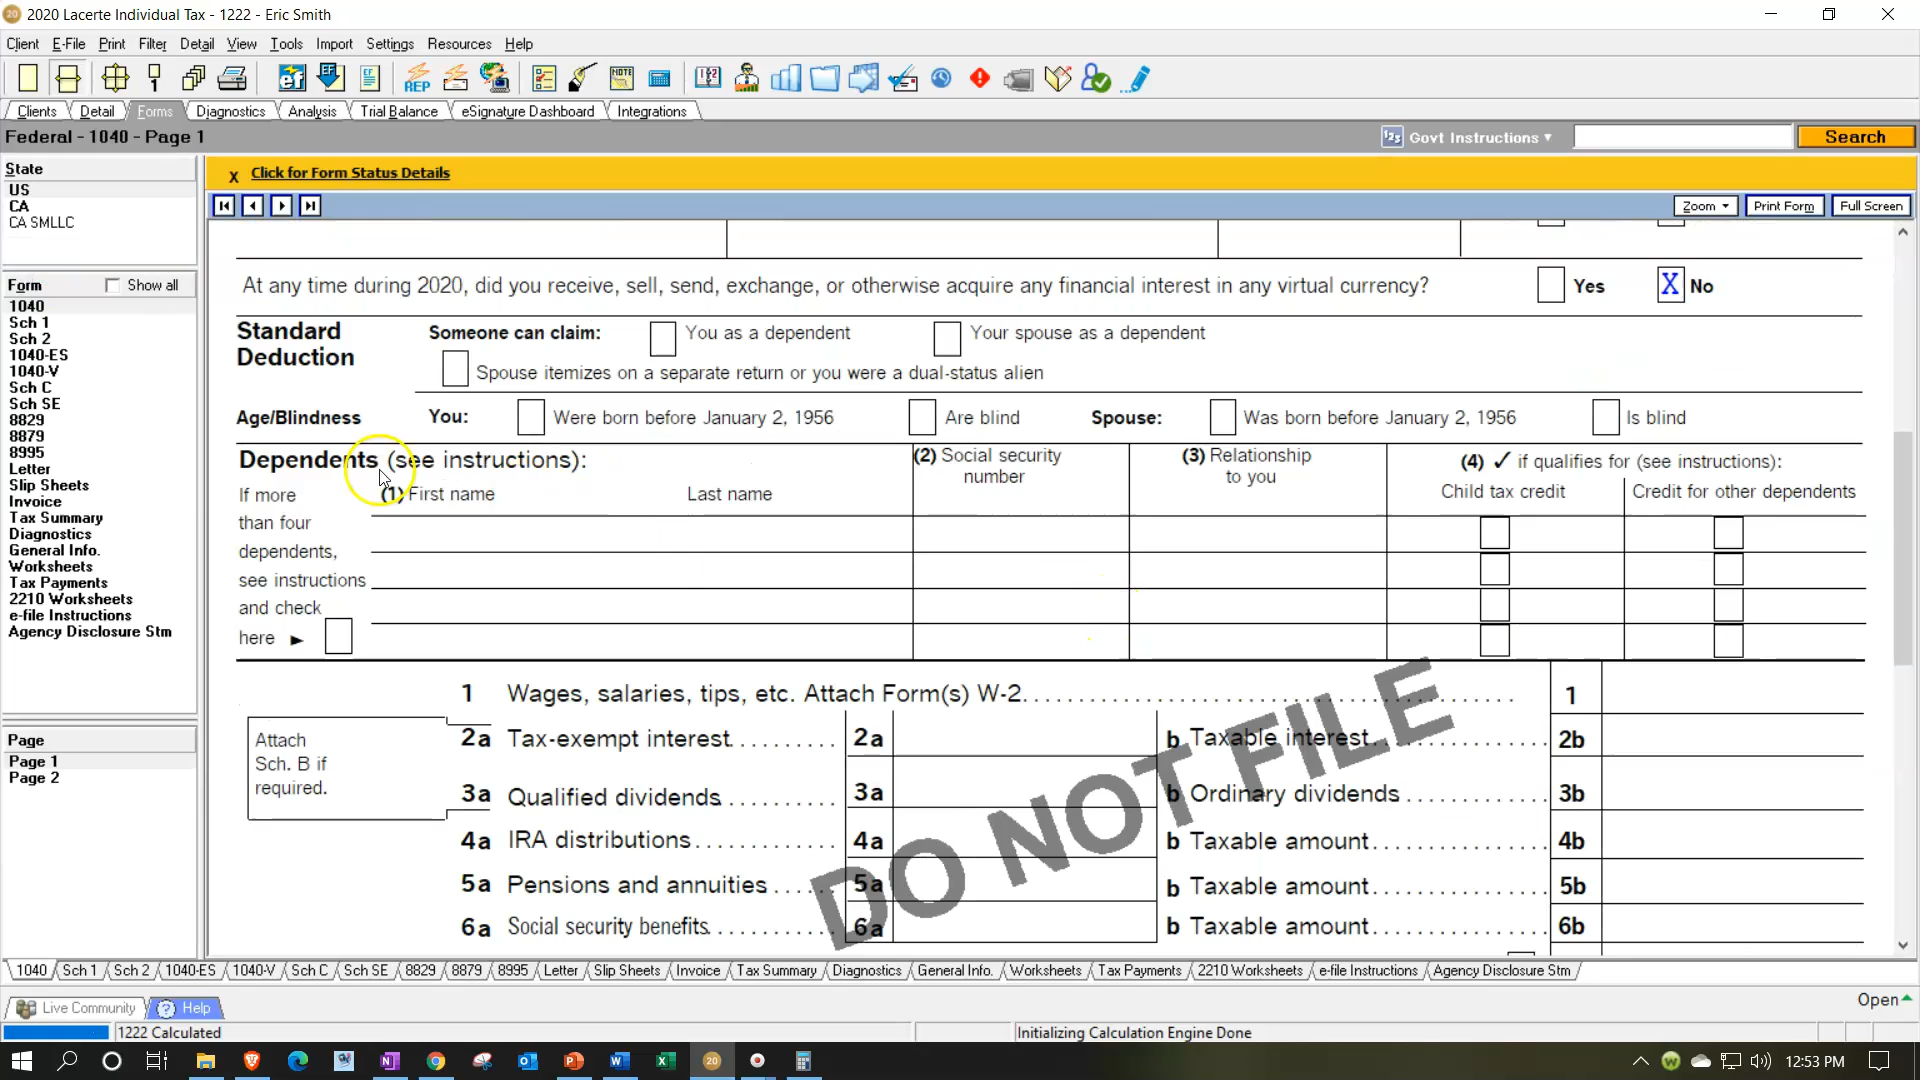 20 2020 Lacerte Individual Tax - 1222 - Eric Smith
Client E-File Print Filter Detail View Tools Import Settings Resources Help
REP NOTE
Clients Detail Forms Diagnostics Analysis Trial Balance eSignature Dashboard Integrations
Federal - 1040 - Page 1
Govt Instructions
Search
State
US
CA
CA SMLLC
Form Show all
1040
Sch 1
Sch 2
1040-ES
1040-V
Sch C
Sch SE
8829
8879
8995
Letter
Slip Sheets
Invoice
Tax Summary
Diagnostics
General Info.
Worksheets
Tax Payments
2210 Worksheets
e-file Instructions
Agency Disclosure Stm
Page
Page 1
Page 2
x Click for Form Status Details
Zoom Print Form Full Screen
At any time during 2020, did you receive, sell, send, exchange, or otherwise acquire any financial interest in any virtual currency? Yes X No
Standard Deduction
Someone can claim: You as a dependent Your spouse as a dependent
Spouse itemizes on a separate return or you were a dual-status alien
Age/Blindness You: Were born before January 2, 1956 Are blind Spouse: Was born before January 2, 1956 Is blind
Dependents (see instructions):
(1) First name Last name
(2) Social security number
(3) Relationship to you
(4) ✓ if qualifies for (see instructions):
Child tax credit Credit for other dependents
If more
than four
dependents,
see instructions
and check
here ►
1 Wages, salaries, tips, etc. Attach Form(s) W-2 1
Attach
Sch. B if
required.
2a Tax-exempt interest 2a b Taxable interest 2b
3a Qualified dividends 3a b Ordinary dividends 3b
4a IRA distributions 4a b Taxable amount 4b
5a Pensions and annuities 5a b Taxable amount 5b
6a Social security benefits 6a b Taxable amount 6b
DO NOT FILE
1040 Sch 1 Sch 2 1040-ES 1040-V Sch C Sch SE 8829 8879 8995 Letter Slip Sheets Invoice Tax Summary Diagnostics General Info. Worksheets Tax Payments 2210 Worksheets e-file Instructions Agency Disclosure Stm
Live Community Help
Open
1222 Calculated
Initializing Calculation Engine Done
12:53 PM